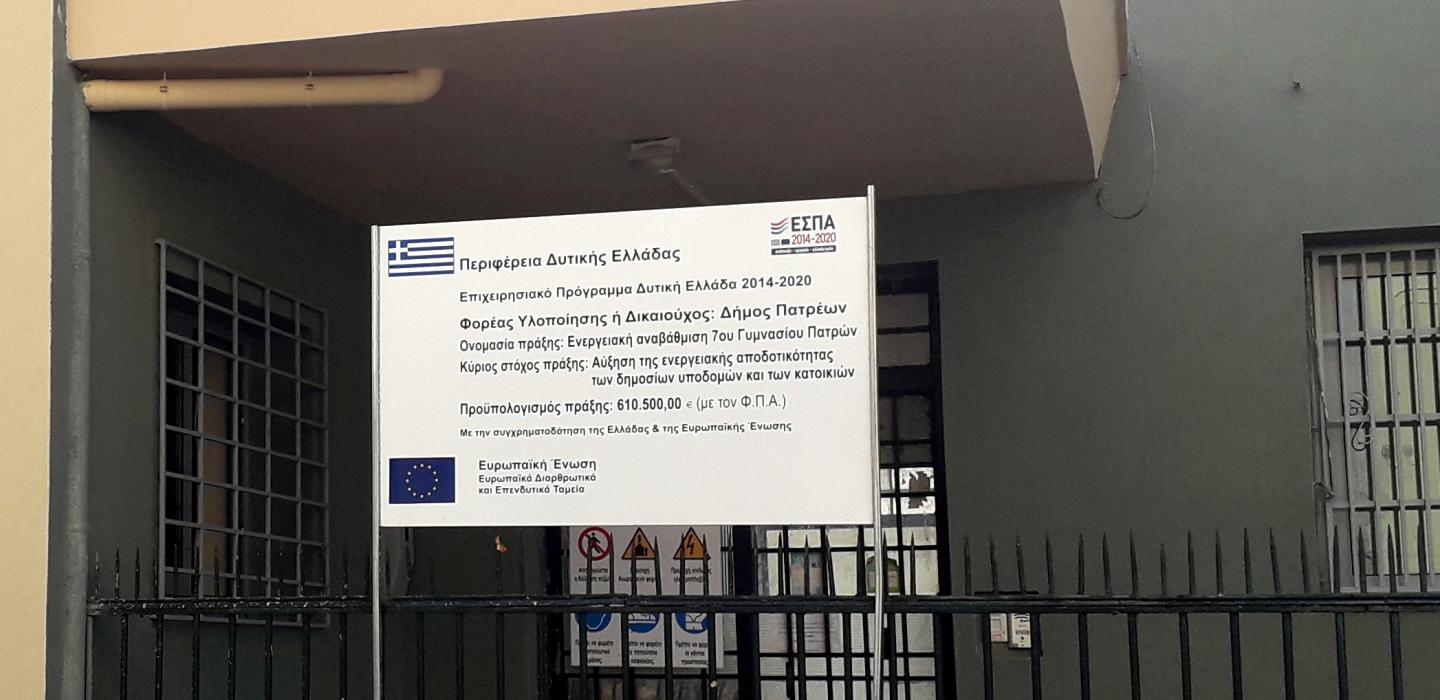 ΕΣΠΑ
2014-2020
Περιφέρεια Δυτικής Ελλάδας
Επιχειρησιακό Πρόγραμμα Δυτική Ελλάδα 2014-2020
Φορέας Υλοποίησης ή Δικαιούχος: Δήμος Πατρέων
Ονομασία πράξης: Ενεργειακή αναβάθμιση 7ου Γυμνασίου Πατρών
Κύριος στόχος πράξης: Αύξηση της ενεργειακής αποδοτικότητας
των δημοσίων υποδομών και των κατοικιών
Προϋπολογισμός πράξης: 610.500,00 € (με τον Φ.Π.Α.)
Με την συγχρηματοδότηση της Ελλάδας & της Ευρωπαϊκής Ένωσης
Ευρωπαϊκή Ένωση
Ευρωπαϊκά Διαρθρωτικά
και Επενδυτικά Ταμεία